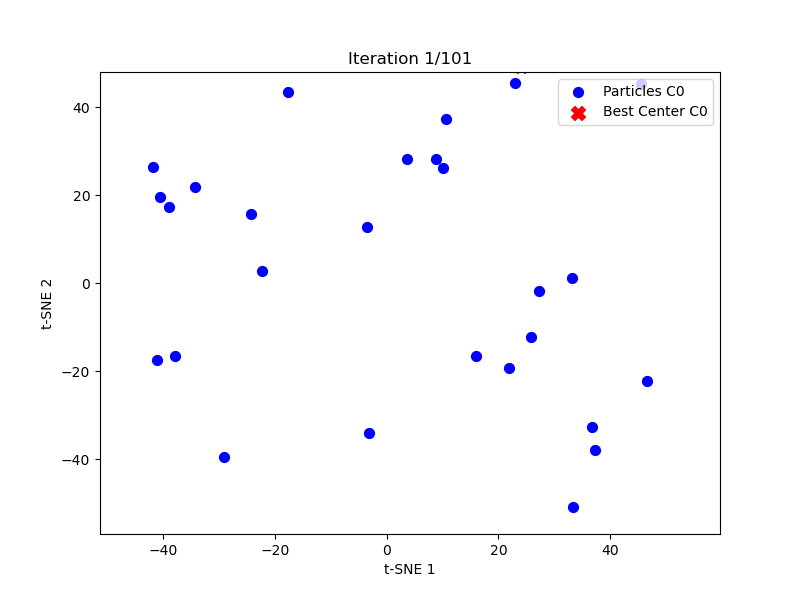 Iteration 1/101
Particles C0
Best Center C0
40
20
0
−20
−40
t-SNE 2
−40
−20
0
20
40
t-SNE 1